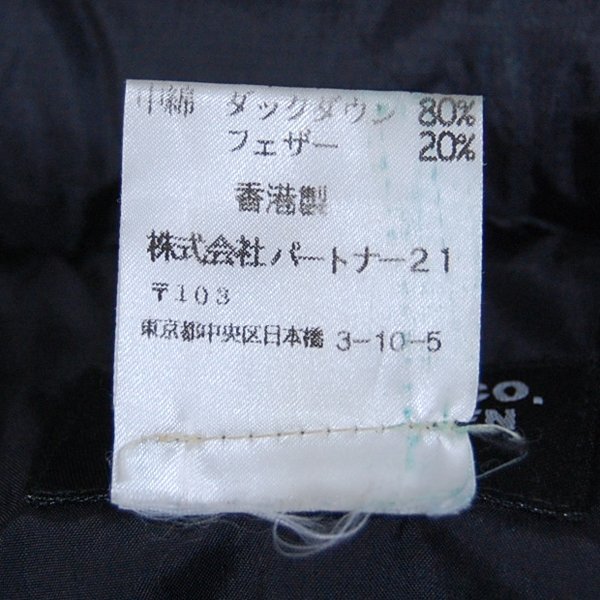 中綿 ダックダウン 80%
フェザー 20%
香港製
株式会社パートナー21
〒103
東京都中央区日本橋 3-10-5
CO.